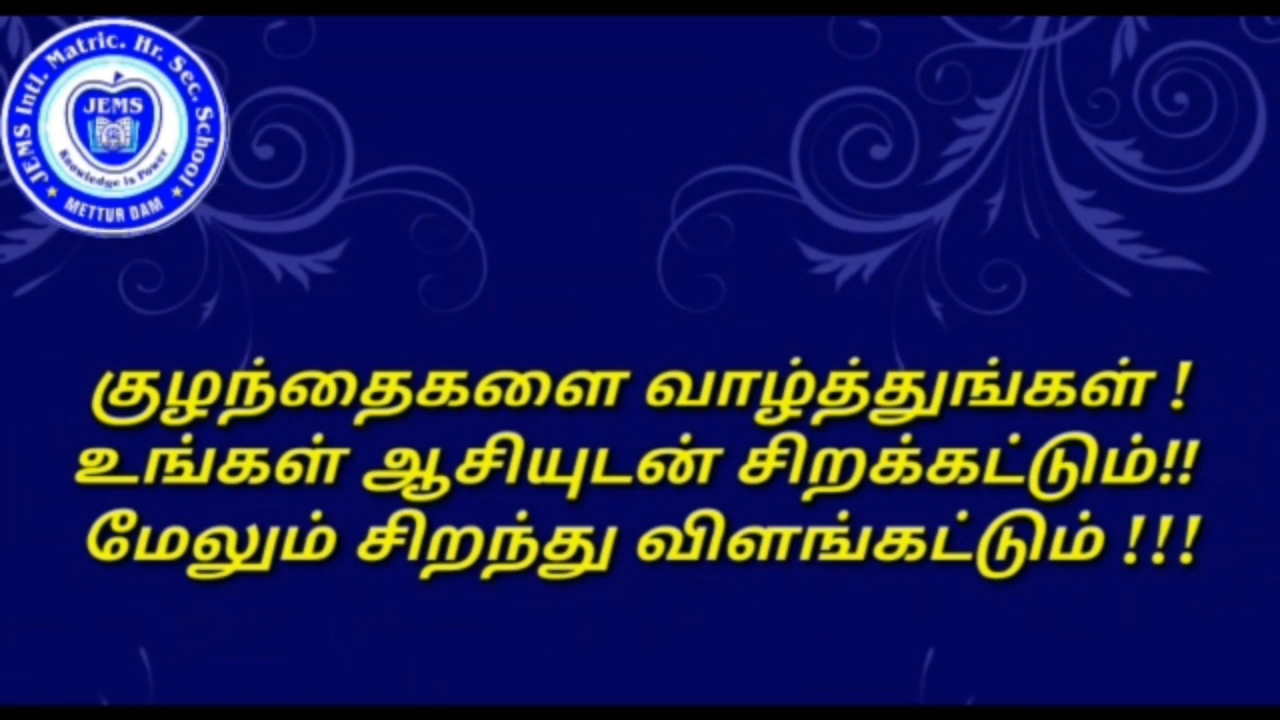 JEMS Intl. Matric. Hr. Sec. School
JEMS
Knowledge is Power
METTUR DAM
குழந்தைகளை வாழ்த்துங்கள் !
உங்கள் ஆசியுடன் சிறக்கட்டும்!!
மேலும் சிறந்து விளங்கட்டும் !!!